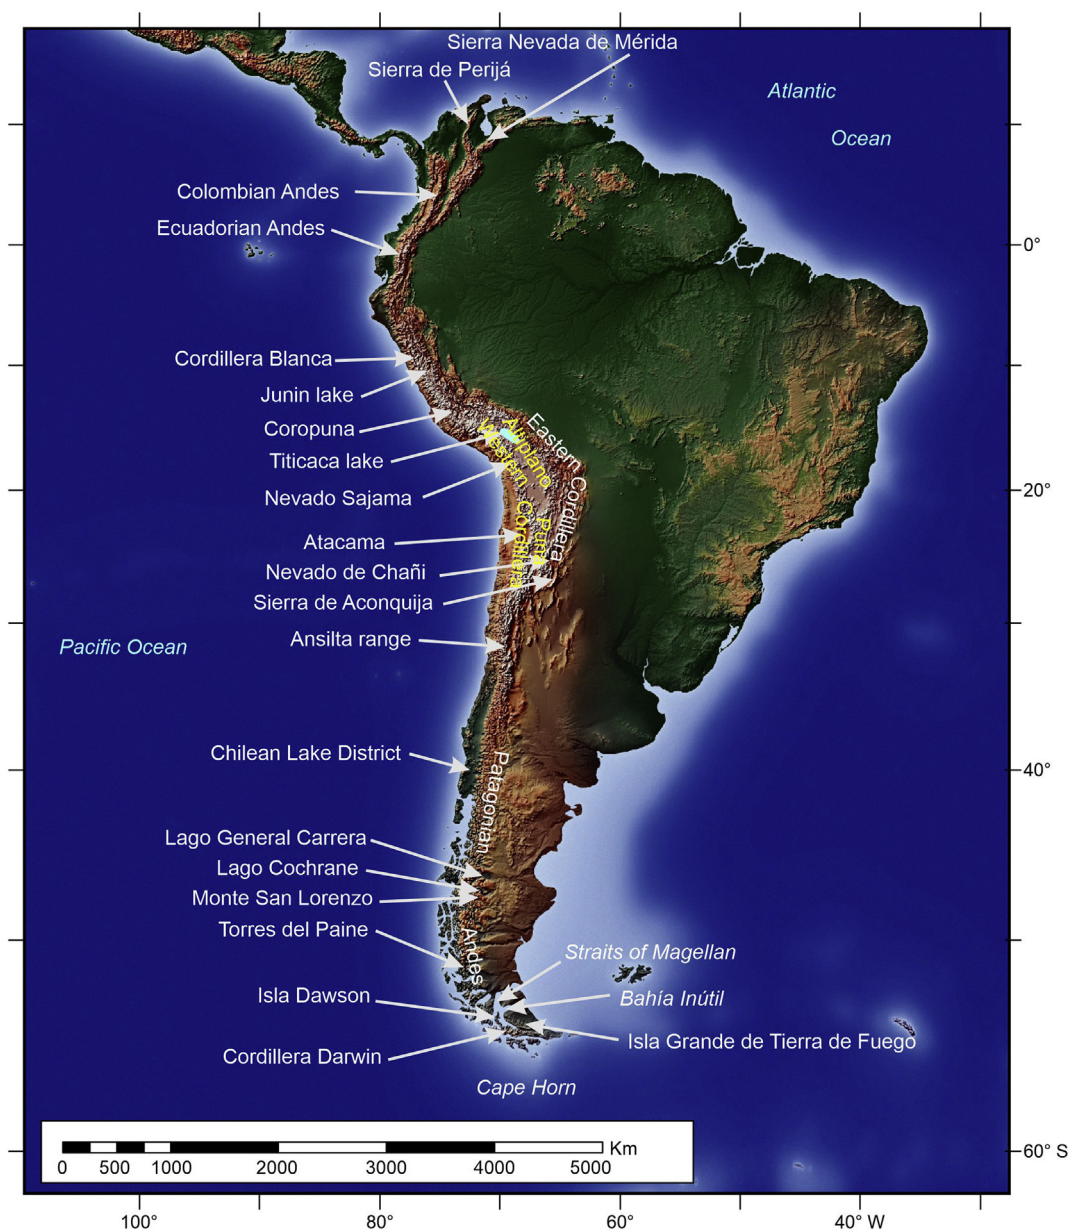 Sierra Nevada de Mérida
Sierra de Perijá
Atlantic
Ocean
Colombian Andes
Ecuadorian Andes
0°
Cordillera Blanca
Junin lake
Coropuna
Titicaca lake
Nevado Sajama
Eastern Cordillera
Altiplano
Western Cordillera
Puna
20°
Atacama
Nevado de Chañi
Sierra de Aconquija
Ansilta range
Pacific Ocean
Chilean Lake District
Patagonian Andes
40°
Lago General Carrera
Lago Cochrane
Monte San Lorenzo
Torres del Paine
Straits of Magellan
Isla Dawson
Bahía Inútil
Isla Grande de Tierra de Fuego
Cordillera Darwin
Cape Horn
Km
0 500 1000 2000 3000 4000 5000
60° S
100° 80° 60° 40° W